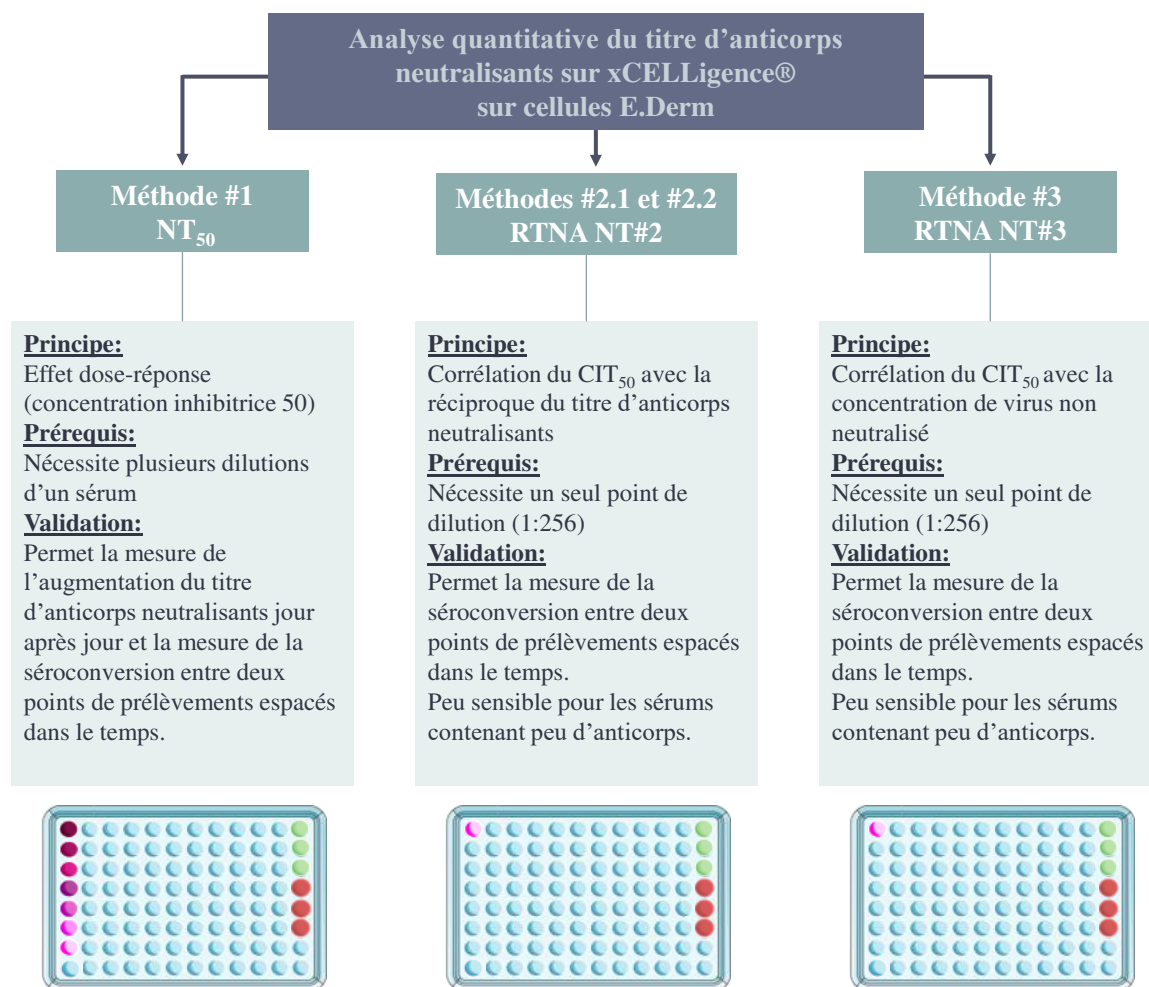 Analyse quantitative du titre d'anticorps
neutralisants sur xCELLigence®
sur cellules E.Derm
Méthode #1
NT50
Méthodes #2.1 et #2.2
RTNA NT#2
Méthode #3
RTNA NT#3
Principe:
Effet dose-réponse
(concentration inhibitrice 50)
Prérequis:
Nécessite plusieurs dilutions
d'un sérum
Validation:
Permet la mesure de
l'augmentation du titre
d'anticorps neutralisants jour
après jour et la mesure de la
séroconversion entre deux
points de prélèvements espacés
dans le temps.
Principe:
Corrélation du CIT50 avec la
réciproque du titre d'anticorps
neutralisants
Prérequis:
Nécessite un seul point de
dilution (1:256)
Validation:
Permet la mesure de la
séroconversion entre deux
points de prélèvements espacés
dans le temps.
Peu sensible pour les sérums
contenant peu d'anticorps.
Principe:
Corrélation du CIT50 avec la
concentration de virus non
neutralisé
Prérequis:
Nécessite un seul point de
dilution (1:256)
Validation:
Permet la mesure de la
séroconversion entre deux
points de prélèvements espacés
dans le temps.
Peu sensible pour les sérums
contenant peu d'anticorps.